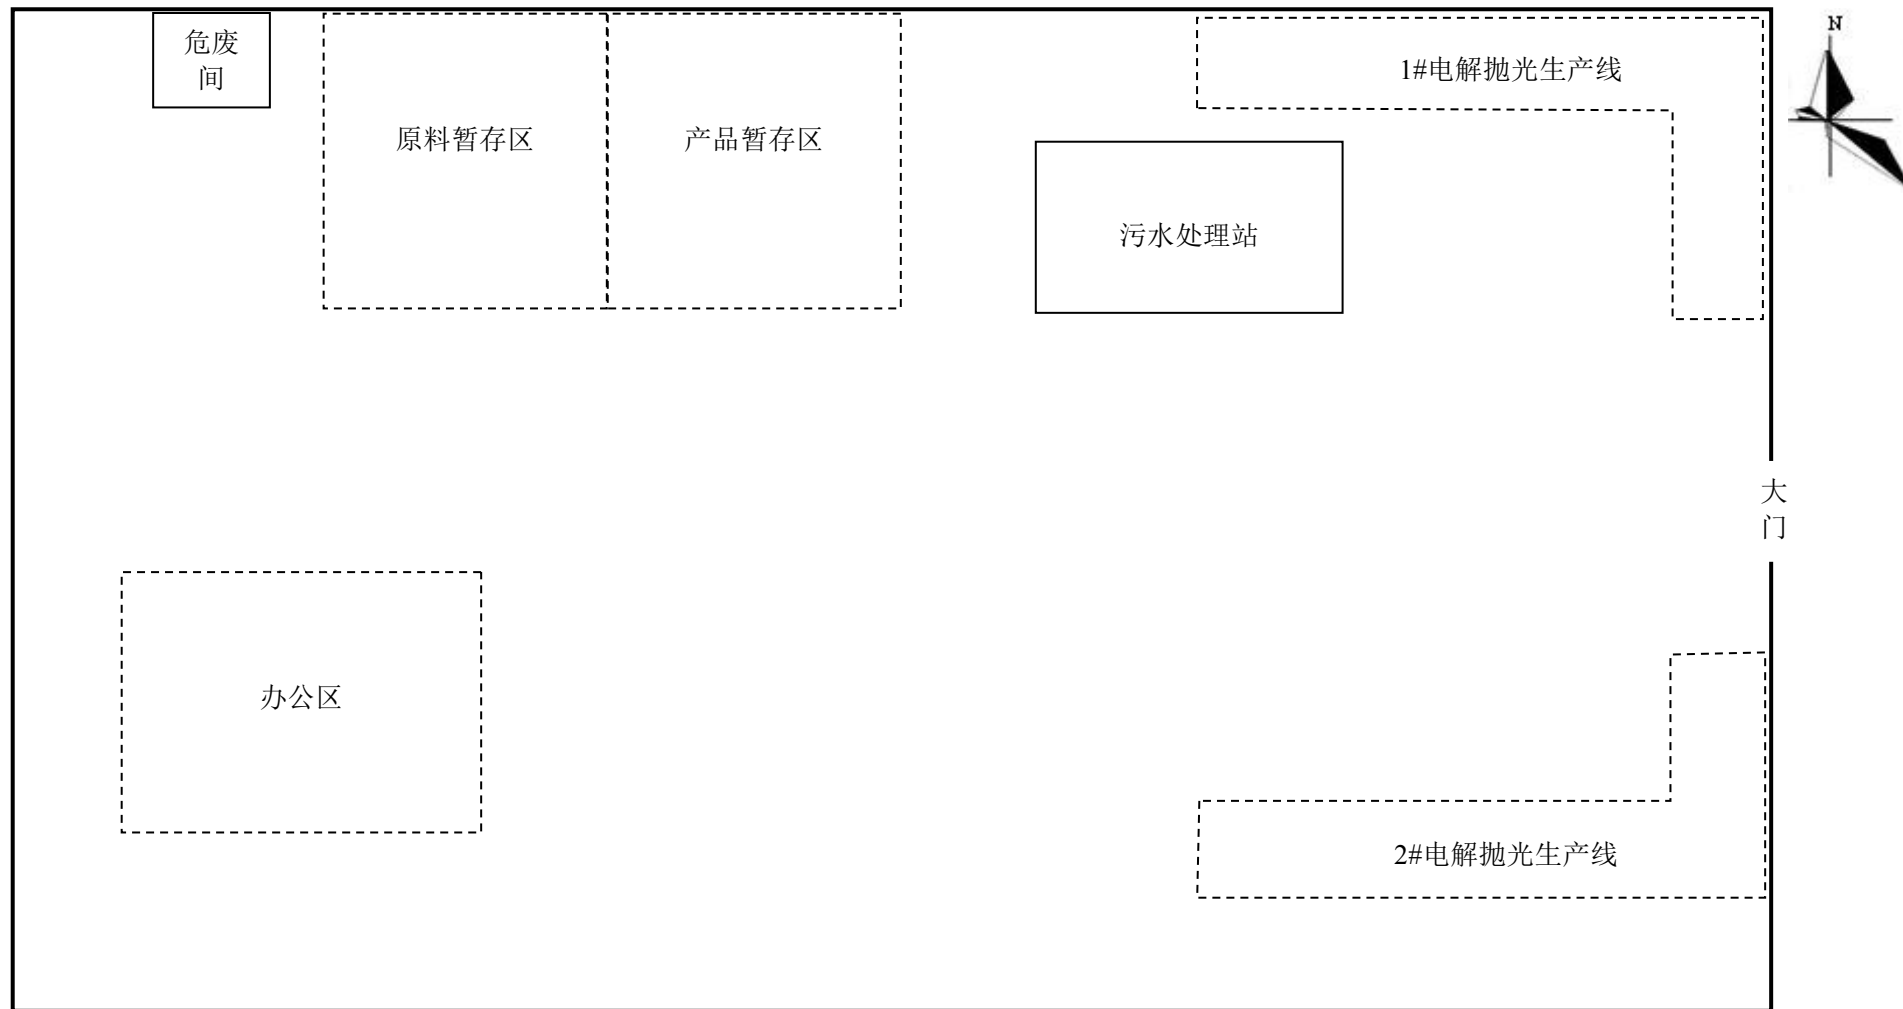 危废
间
原料暂存区
产品暂存区
1#电解抛光生产线
N
污水处理站
大
门
办公区
2#电解抛光生产线